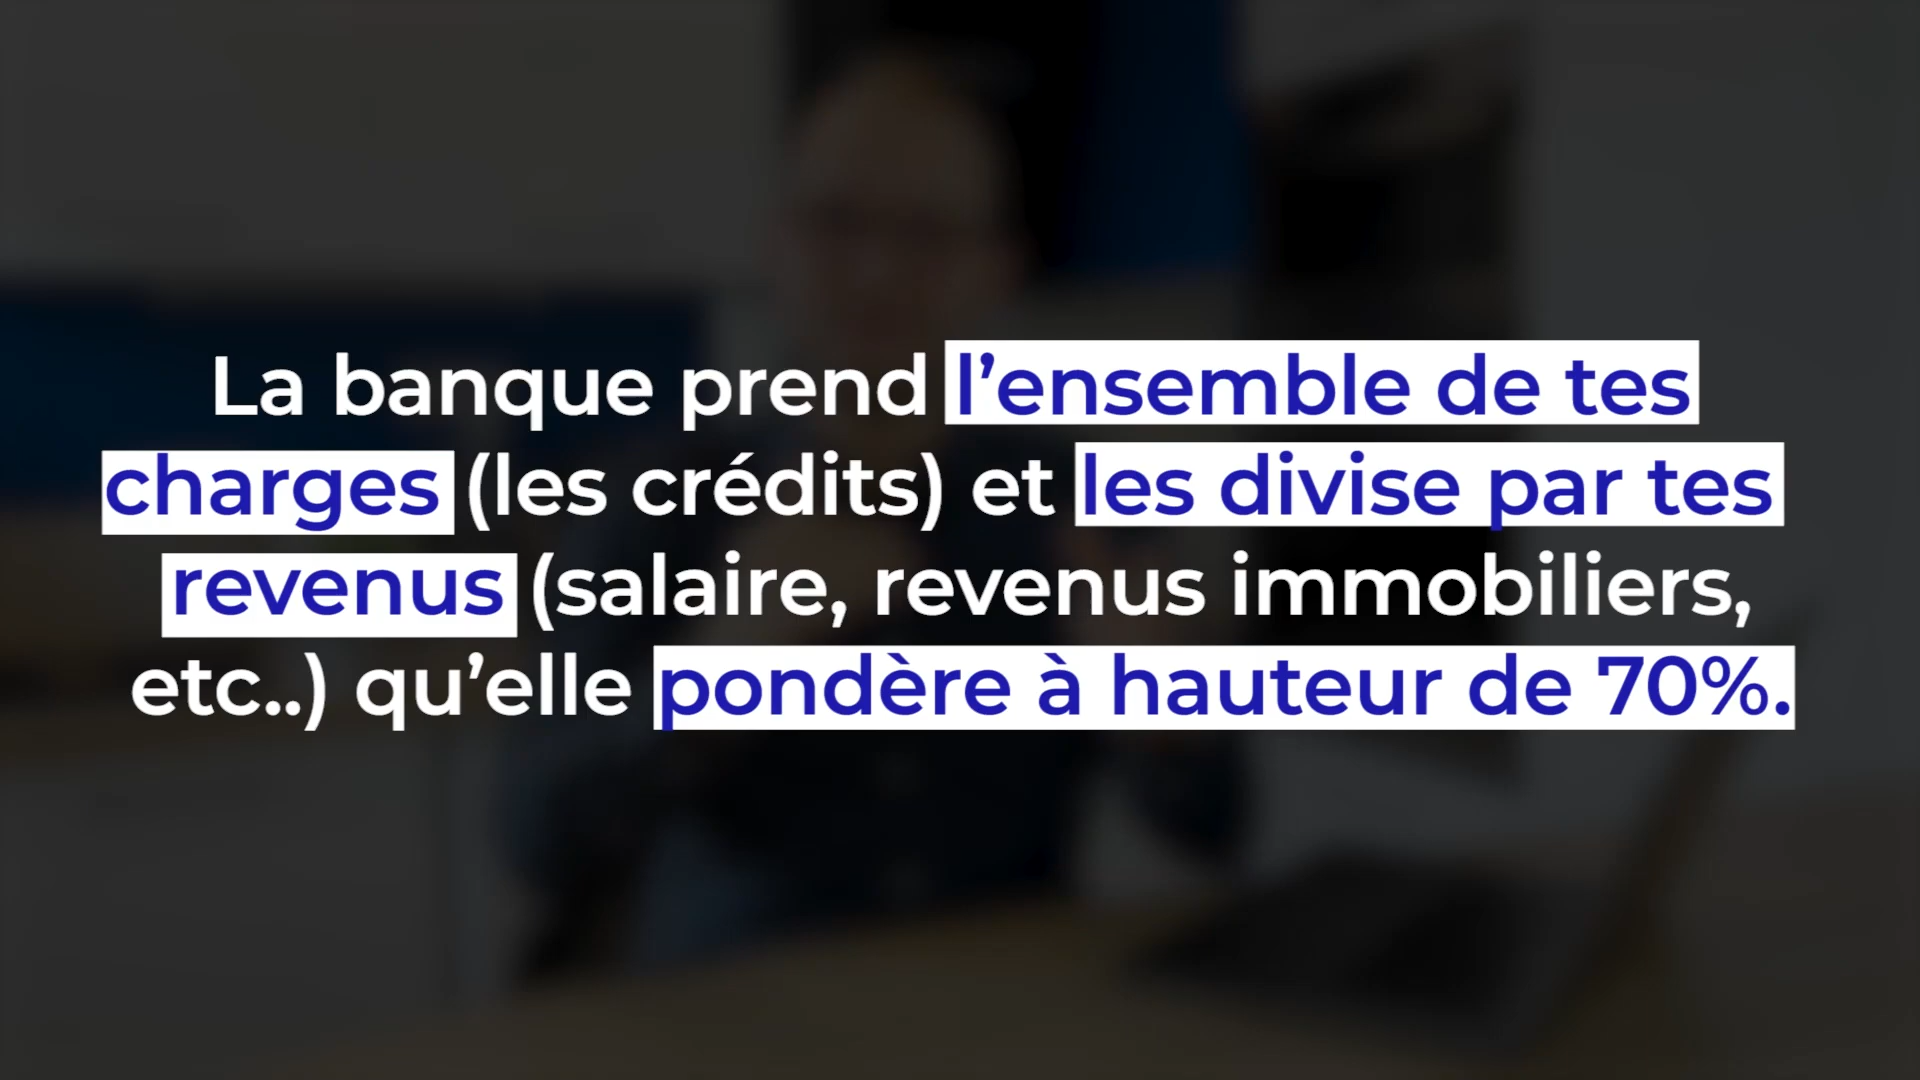 La banque prend l’ensemble de tes
charges (les crédits) et les divise par tes
revenus (salaire, revenus immobiliers,
etc..) qu’elle pondère à hauteur de 70%.